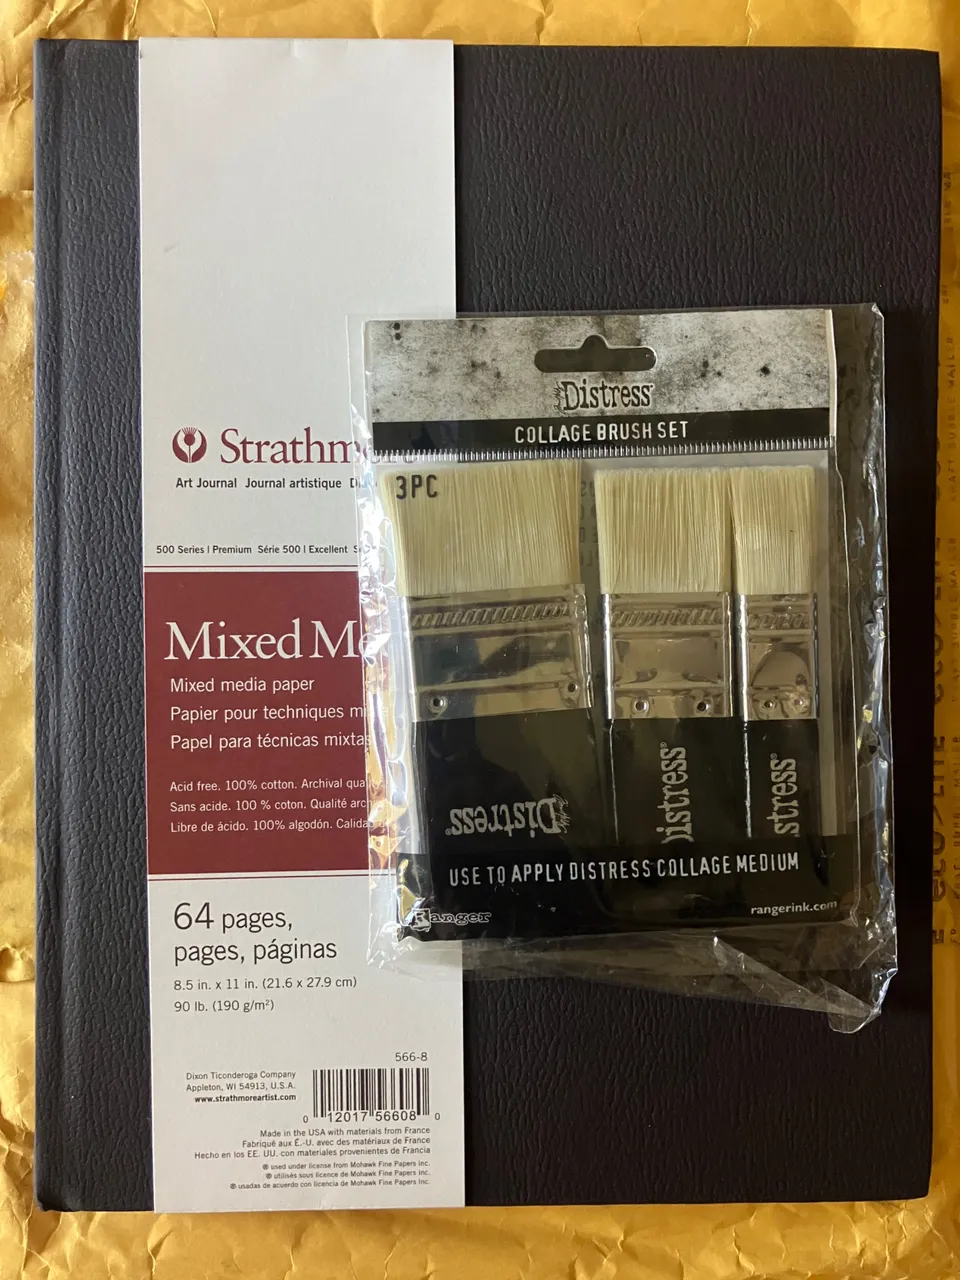 Strathm
Art Journal Journal artistique
500 Series | Premium Série 500 | Excellent
Mixed Me
Mixed media paper
Papier pour techniques mi
Papel para técnicas mixtas
Acid free. 100% cotton. Archival qua
Sans acide. 100 % coton. Qualité arc
Libre de ácido. 100% algodón. Calida
64 pages,
pages, páginas
8.5 in. x 11 in. (21.6 x 27.9 cm)
90 lb. (190 g/m²)
566-8
Dixon Ticonderoga Company
Appleton, WI 54913, U.S.A.
www.strathmoreartist.com
0 12017 56608 0
Made in the USA with materials from France
Fabriqué aux É.-U. avec des matériaux de France
Hecho en los EE. UU. con materiales provenientes de Francia
® used under license from Mohawk Fine Papers Inc.
® utilisés sous licence de Mohawk Fine Papers Inc.
® usadas de acuerdo con licencia de Mohawk Fine Papers Inc.
Distress
COLLAGE BRUSH SET
3PC
Distress®
Distress®
stress®
USE TO APPLY DISTRESS COLLAGE MEDIUM
Ranger
rangerink.com